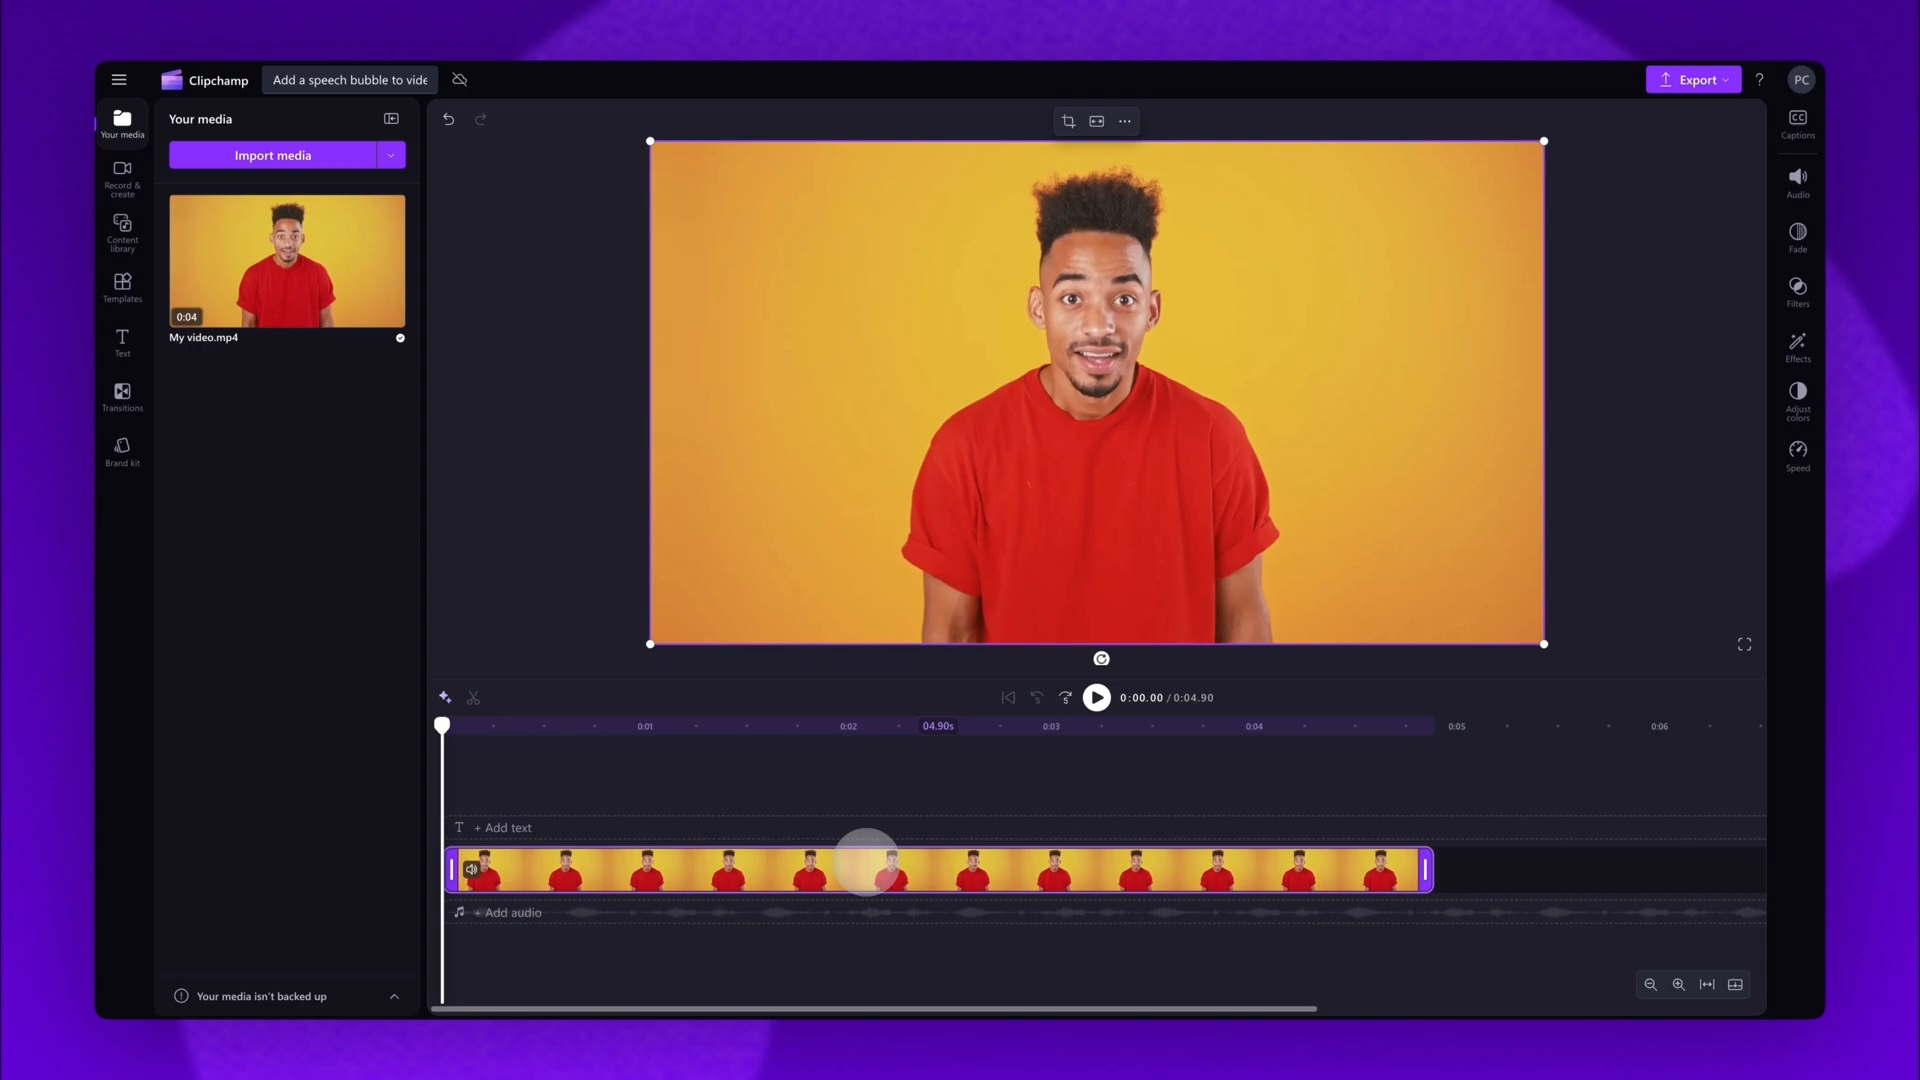 Clipchamp
Add a speech bubble to vide
Export
?
PC
Your media
Record &
create
Content
library
Templates
Text
Transitions
Brand kit
Your media
Import media
0:04
My video.mp4
Your media isn't backed up
CC
Captions
Audio
Fade
Filters
Effects
Adjust
colors
Speed
5
5
0:00.00 / 0:04.90
0:01
0:02
04.90s
0:03
0:04
0:05
0:06
T + Add text
+ Add audio